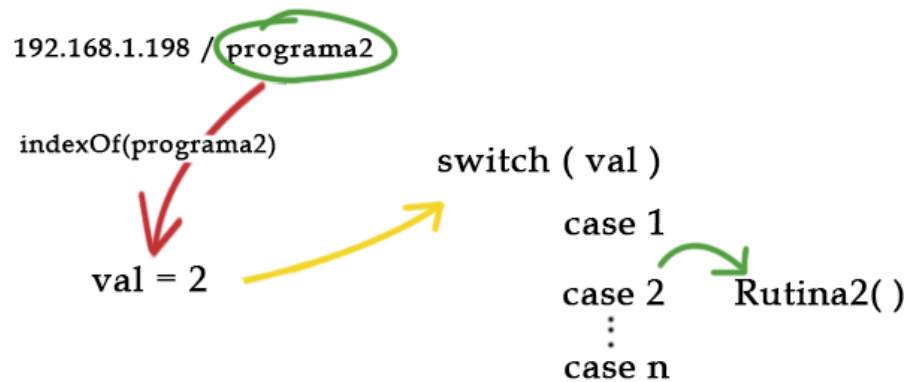 192.168.1.198 / programa2
indexOf(programa2)
val = 2
switch ( val )
case 1
case 2
Rutina2( )
case n